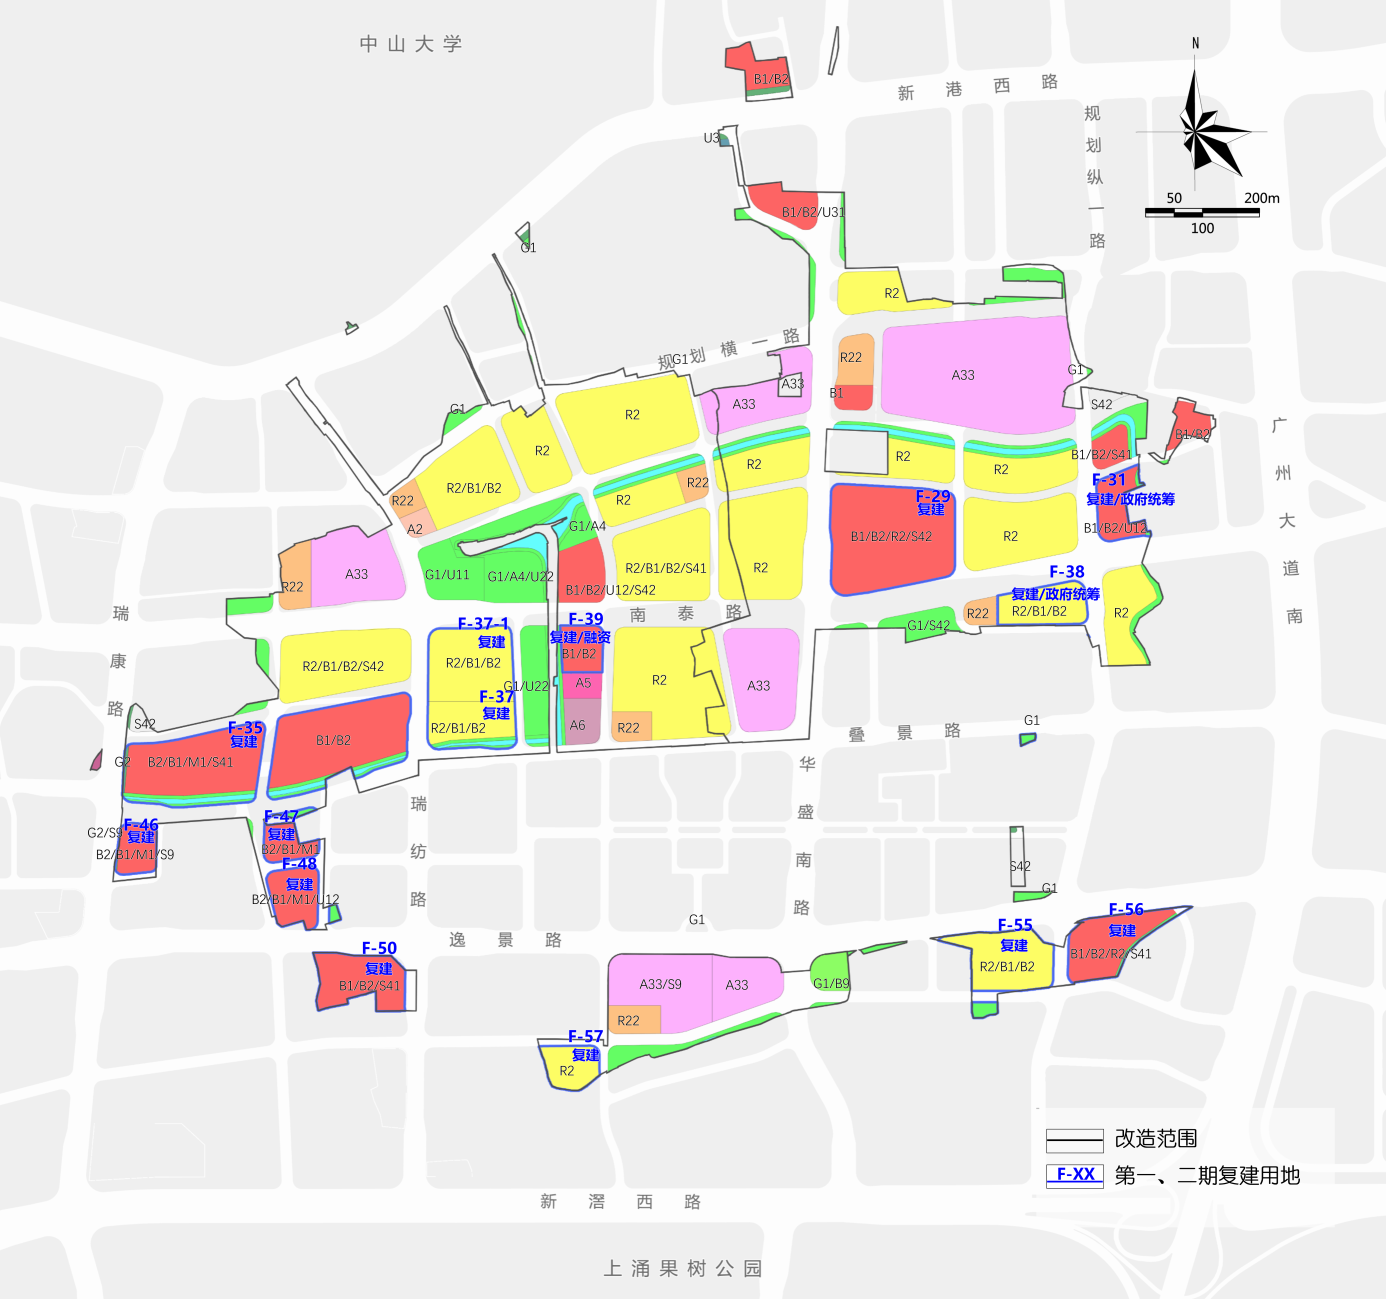 中山大学
N
B1/B2
新港西路
50 200m
100
规划纵一路
U3
B1/B2/U31
G1
R2
规划横一路
G1
R22
A33
G1
A33
B1
A33
S42
G1
R2
B1/B2
广州大道南
R2
R2
R2
R2
B1/B2/S41
F-31
复建/政府统筹
B1/B2/U12
R2/B1/B2
R22
R22
A2
R2
F-29
复建
B1/B2/R2/S42
R2
G1/A4
G1/U11
G1/A4/U22
R2/B1/B2/S41
R2
B1/B2/U12/S42
R22
A33
F-38
复建/政府统筹
R2/B1/B2
R22
R2
南泰路
G1/S42
瑞康路
F-37-1
复建
R2/B1/B2
F-39
复建/融资
B1/B2
R2/B1/B2/S42
G1/U22
A5
R2
A33
F-37
复建
R2/B1/B2
A6
R22
S42
F-35
复建
B2/B1/M1/S41
G2
B1/B2
叠景路
G1
华盛南路
瑞纺路
F-46
复建
G2/S9
B2/B1/M1/S9
F-47
复建
B2/B1/M1
F-48
复建
B2/B1/M1/U12
S42
G1
G1
逸景路
F-50
复建
B1/B2/S41
F-55
复建
R2/B1/B2
F-56
复建
B1/B2/R2/S41
A33/S9
A33
G1/B9
R22
F-57
复建
R2
改造范围
F-XX 第一、二期复建用地
新滘西路
上涌果树公园